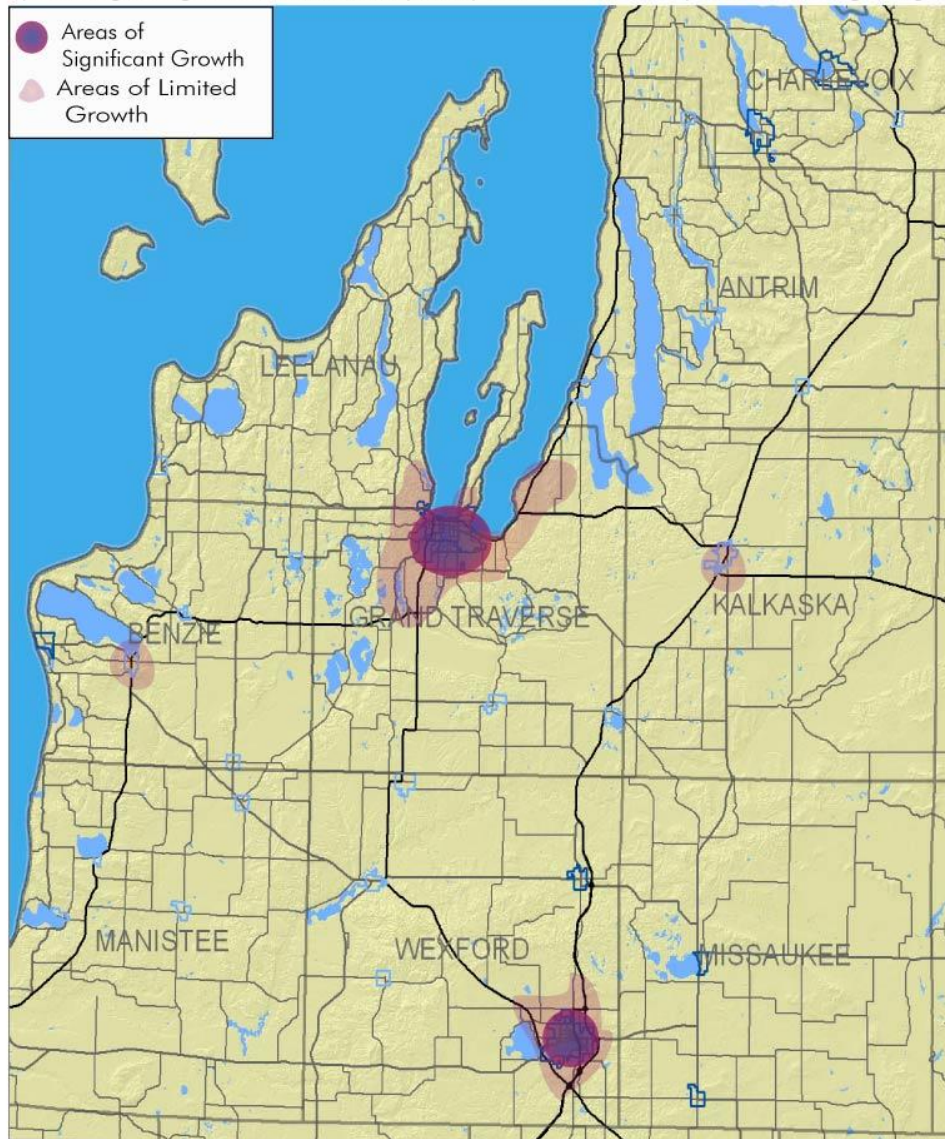 Areas of
Significant Growth
Areas of Limited
Growth
CHARLEVOIX
ANTRIM
LEELANAU
GRAND TRAVERSE
KALKASKA
BENZIE
MANISTEE
WEXFORD
MISSAUKEE